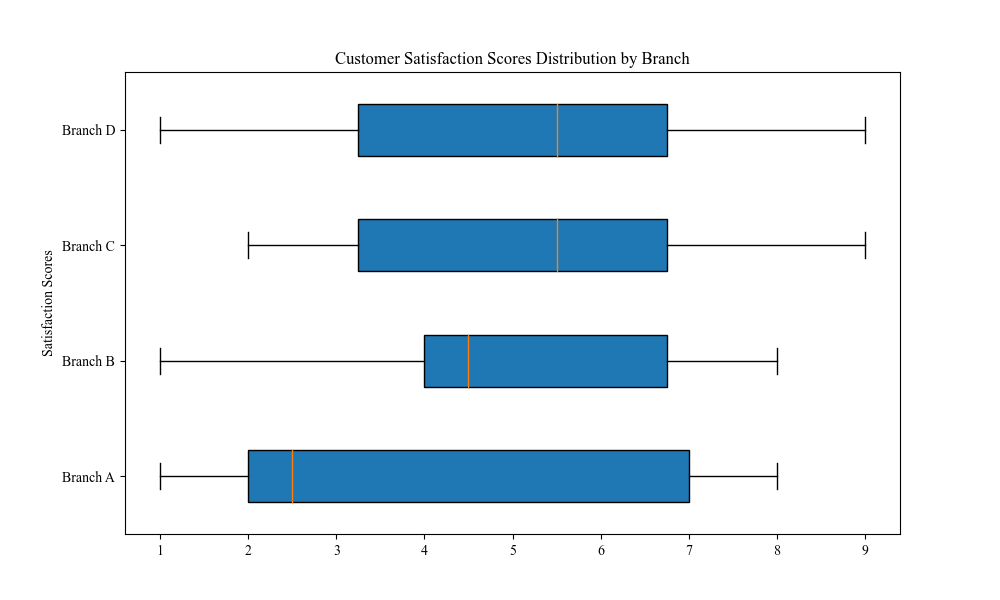 Customer Satisfaction Scores Distribution by Branch
Branch D
Branch C
Satisfaction Scores
Branch B
Branch A
1 2 3 4 5 6 7 8 9